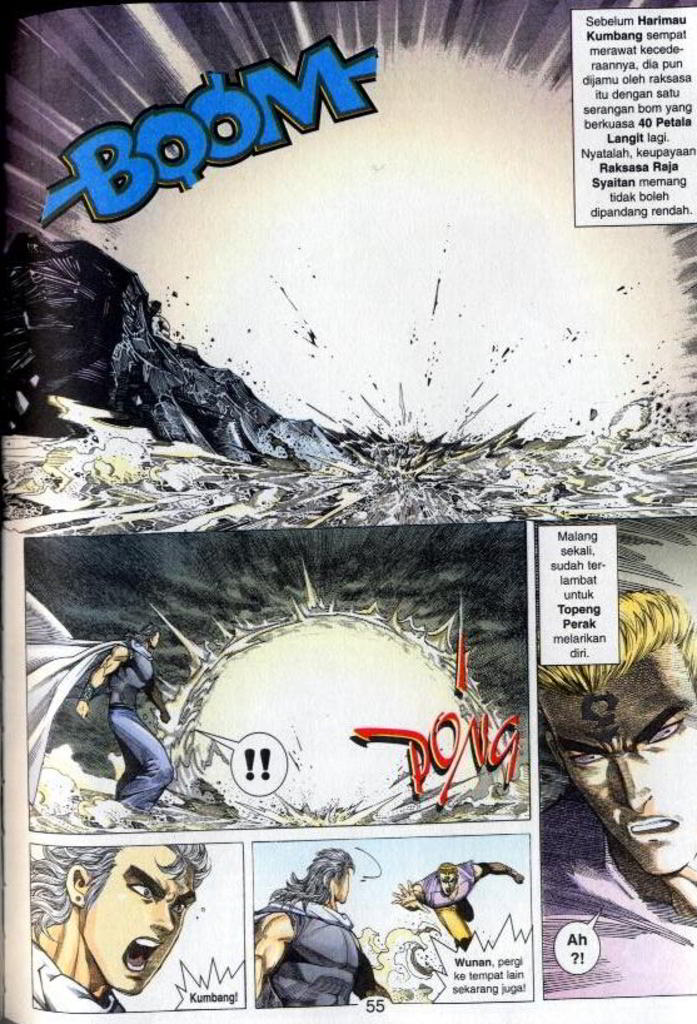 BOOM
Sebelum Harimau
Kumbang sempat
merawat kecede-
raannya, dia pun
dijamu oleh raksasa
itu dengan satu
serangan bom yang
berkuasa 40 Petala
Langit lagi.
Nyatalah, keupayaan
Raksasa Raja
Syaitan memang
tidak boleh
dipandang rendah.
!!
PONG
Malang
sekali,
sudah ter-
lambat
untuk
Topeng
Perak
melarikan
diri.
Ah
?!
Kumbang!
Wunan, pergi
ke tempat lain
sekarang juga!
55